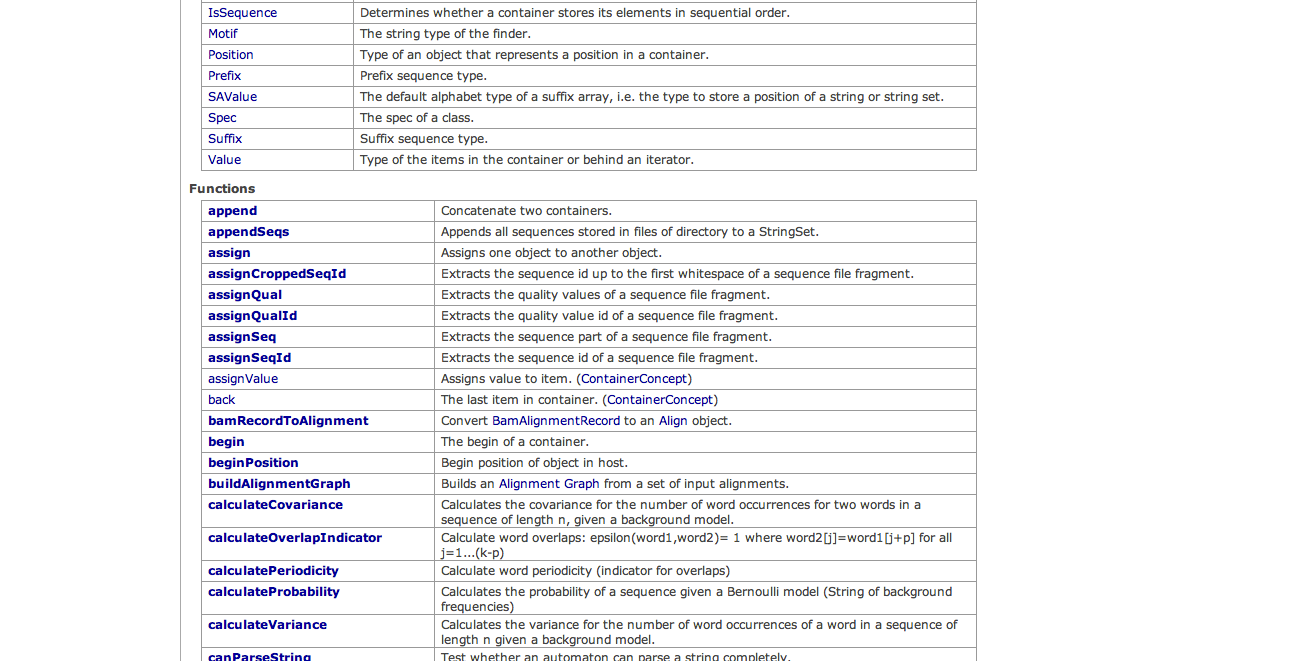 IsSequence Determines whether a container stores its elements in sequential order.
Motif The string type of the finder.
Position Type of an object that represents a position in a container.
Prefix Prefix sequence type.
SAValue The default alphabet type of a suffix array, i.e. the type to store a position of a string or string set.
Spec The spec of a class.
Suffix Suffix sequence type.
Value Type of the items in the container or behind an iterator.
Functions
append Concatenate two containers.
appendSeqs Appends all sequences stored in files of directory to a StringSet.
assign Assigns one object to another object.
assignCroppedSeqId Extracts the sequence id up to the first whitespace of a sequence file fragment.
assignQual Extracts the quality values of a sequence file fragment.
assignQualId Extracts the quality value id of a sequence file fragment.
assignSeq Extracts the sequence part of a sequence file fragment.
assignSeqId Extracts the sequence id of a sequence file fragment.
assignValue Assigns value to item. (ContainerConcept)
back The last item in container. (ContainerConcept)
bamRecordToAlignment Convert BamAlignmentRecord to an Align object.
begin The begin of a container.
beginPosition Begin position of object in host.
buildAlignmentGraph Builds an Alignment Graph from a set of input alignments.
calculateCovariance Calculates the covariance for the number of word occurrences for two words in a
sequence of length n, given a background model.
calculateOverlapIndicator Calculate word overlaps: epsilon(word1,word2)= 1 where word2[j]=word1[j+p] for all
j=1...(k-p)
calculatePeriodicity Calculate word periodicity (indicator for overlaps)
calculateProbability Calculates the probability of a sequence given a Bernoulli model (String of background
frequencies)
calculateVariance Calculates the variance for the number of word occurrences of a word in a sequence of
length n given a background model.
canParseString Test whether an automaton can parse a string completely.